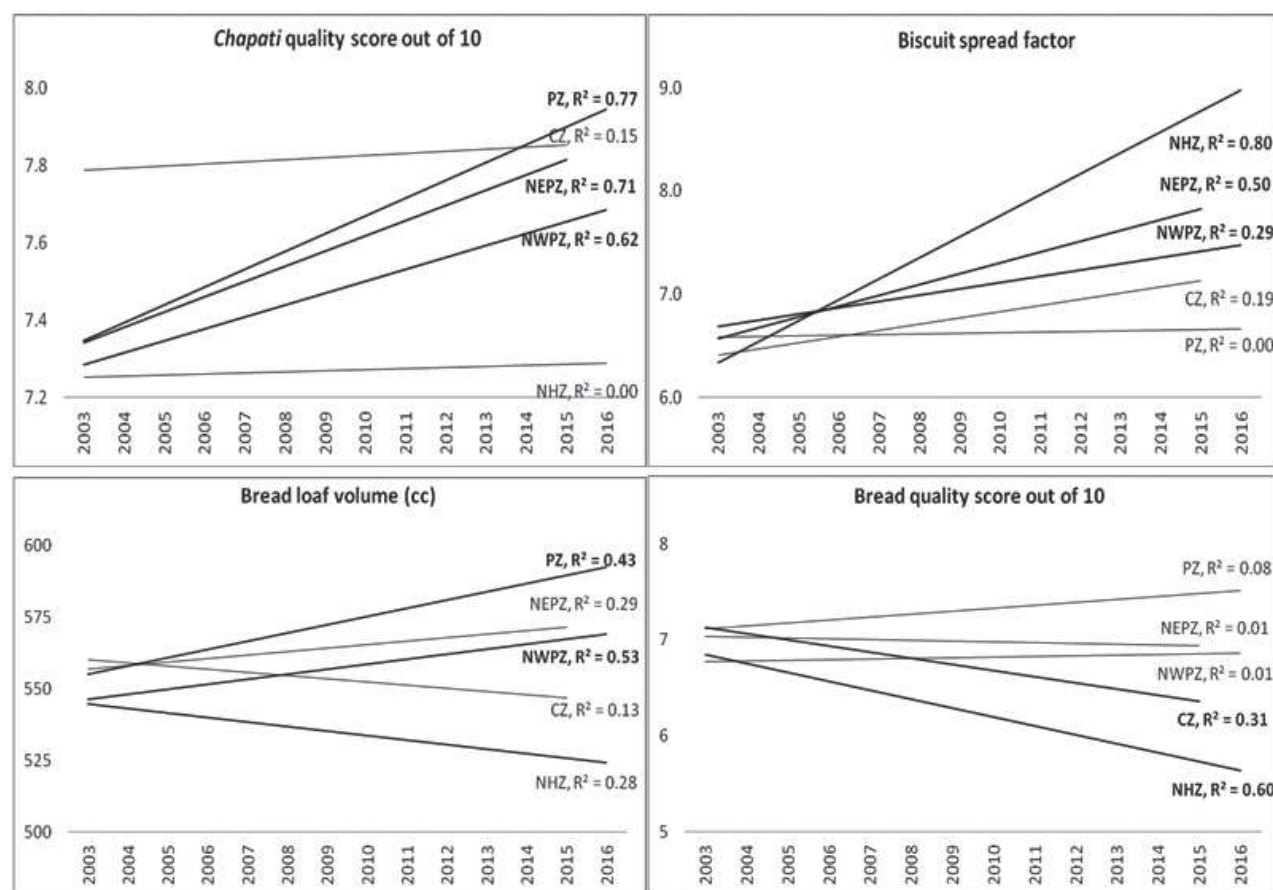 Chapati quality score out of 10
8.0
7.8
7.6
7.4
7.2
PZ, R² = 0.77
CZ, R² = 0.15
NEPZ, R² = 0.71
NWPZ, R² = 0.62
NHZ, R² = 0.00
2003 2004 2005 2006 2007 2008 2009 2010 2011 2012 2013 2014 2015 2016
Biscuit spread factor
9.0
8.0
7.0
6.0
NHZ, R² = 0.80
NEPZ, R² = 0.50
NWPZ, R² = 0.29
CZ, R² = 0.19
PZ, R² = 0.00
2003 2004 2005 2006 2007 2008 2009 2010 2011 2012 2013 2014 2015 2016
Bread loaf volume (cc)
600
575
550
525
500
PZ, R² = 0.43
NEPZ, R² = 0.29
NWPZ, R² = 0.53
CZ, R² = 0.13
NHZ, R² = 0.28
2003 2004 2005 2006 2007 2008 2009 2010 2011 2012 2013 2014 2015 2016
Bread quality score out of 10
8
7
6
5
PZ, R² = 0.08
NEPZ, R² = 0.01
NWPZ, R² = 0.01
CZ, R² = 0.31
NHZ, R² = 0.60
2003 2004 2005 2006 2007 2008 2009 2010 2011 2012 2013 2014 2015 2016